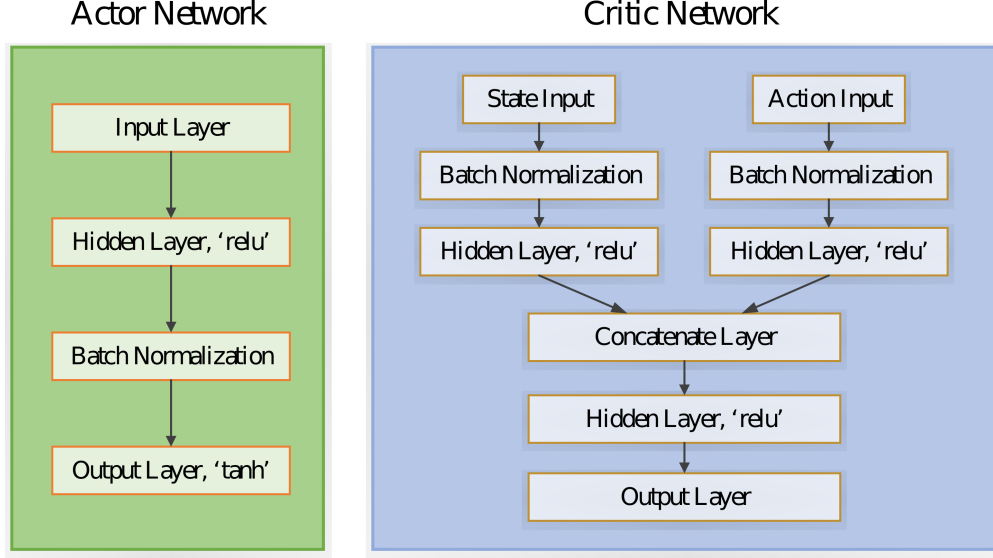 Actor Network
Input Layer
Hidden Layer, ‘relu’
Batch Normalization
Output Layer, ‘tanh’
Critic Network
State Input
Action Input
Batch Normalization
Batch Normalization
Hidden Layer, ‘relu’
Hidden Layer, ‘relu’
Concatenate Layer
Hidden Layer, ‘relu’
Output Layer